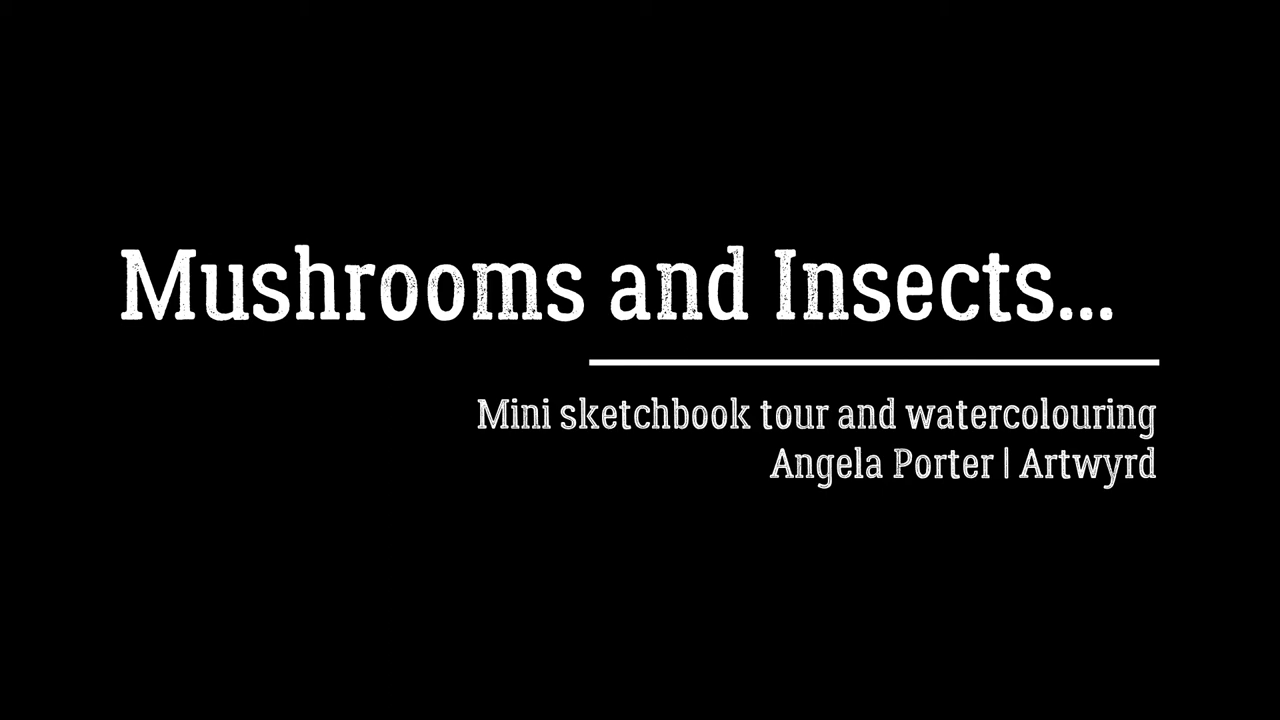 Mushrooms and Insects...
Mini sketchbook tour and watercolouring
Angela Porter | Artwyrd